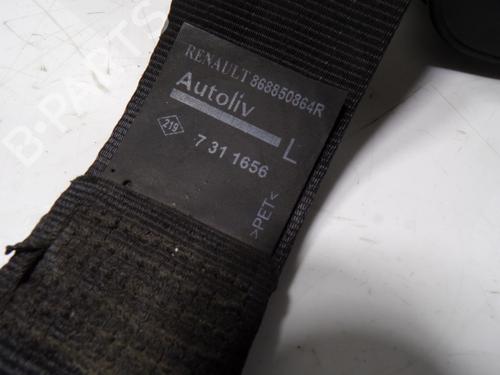 B-PARTS
RENAULT 868850864R
Autoliv
L
219
7 31 1656
>PET<